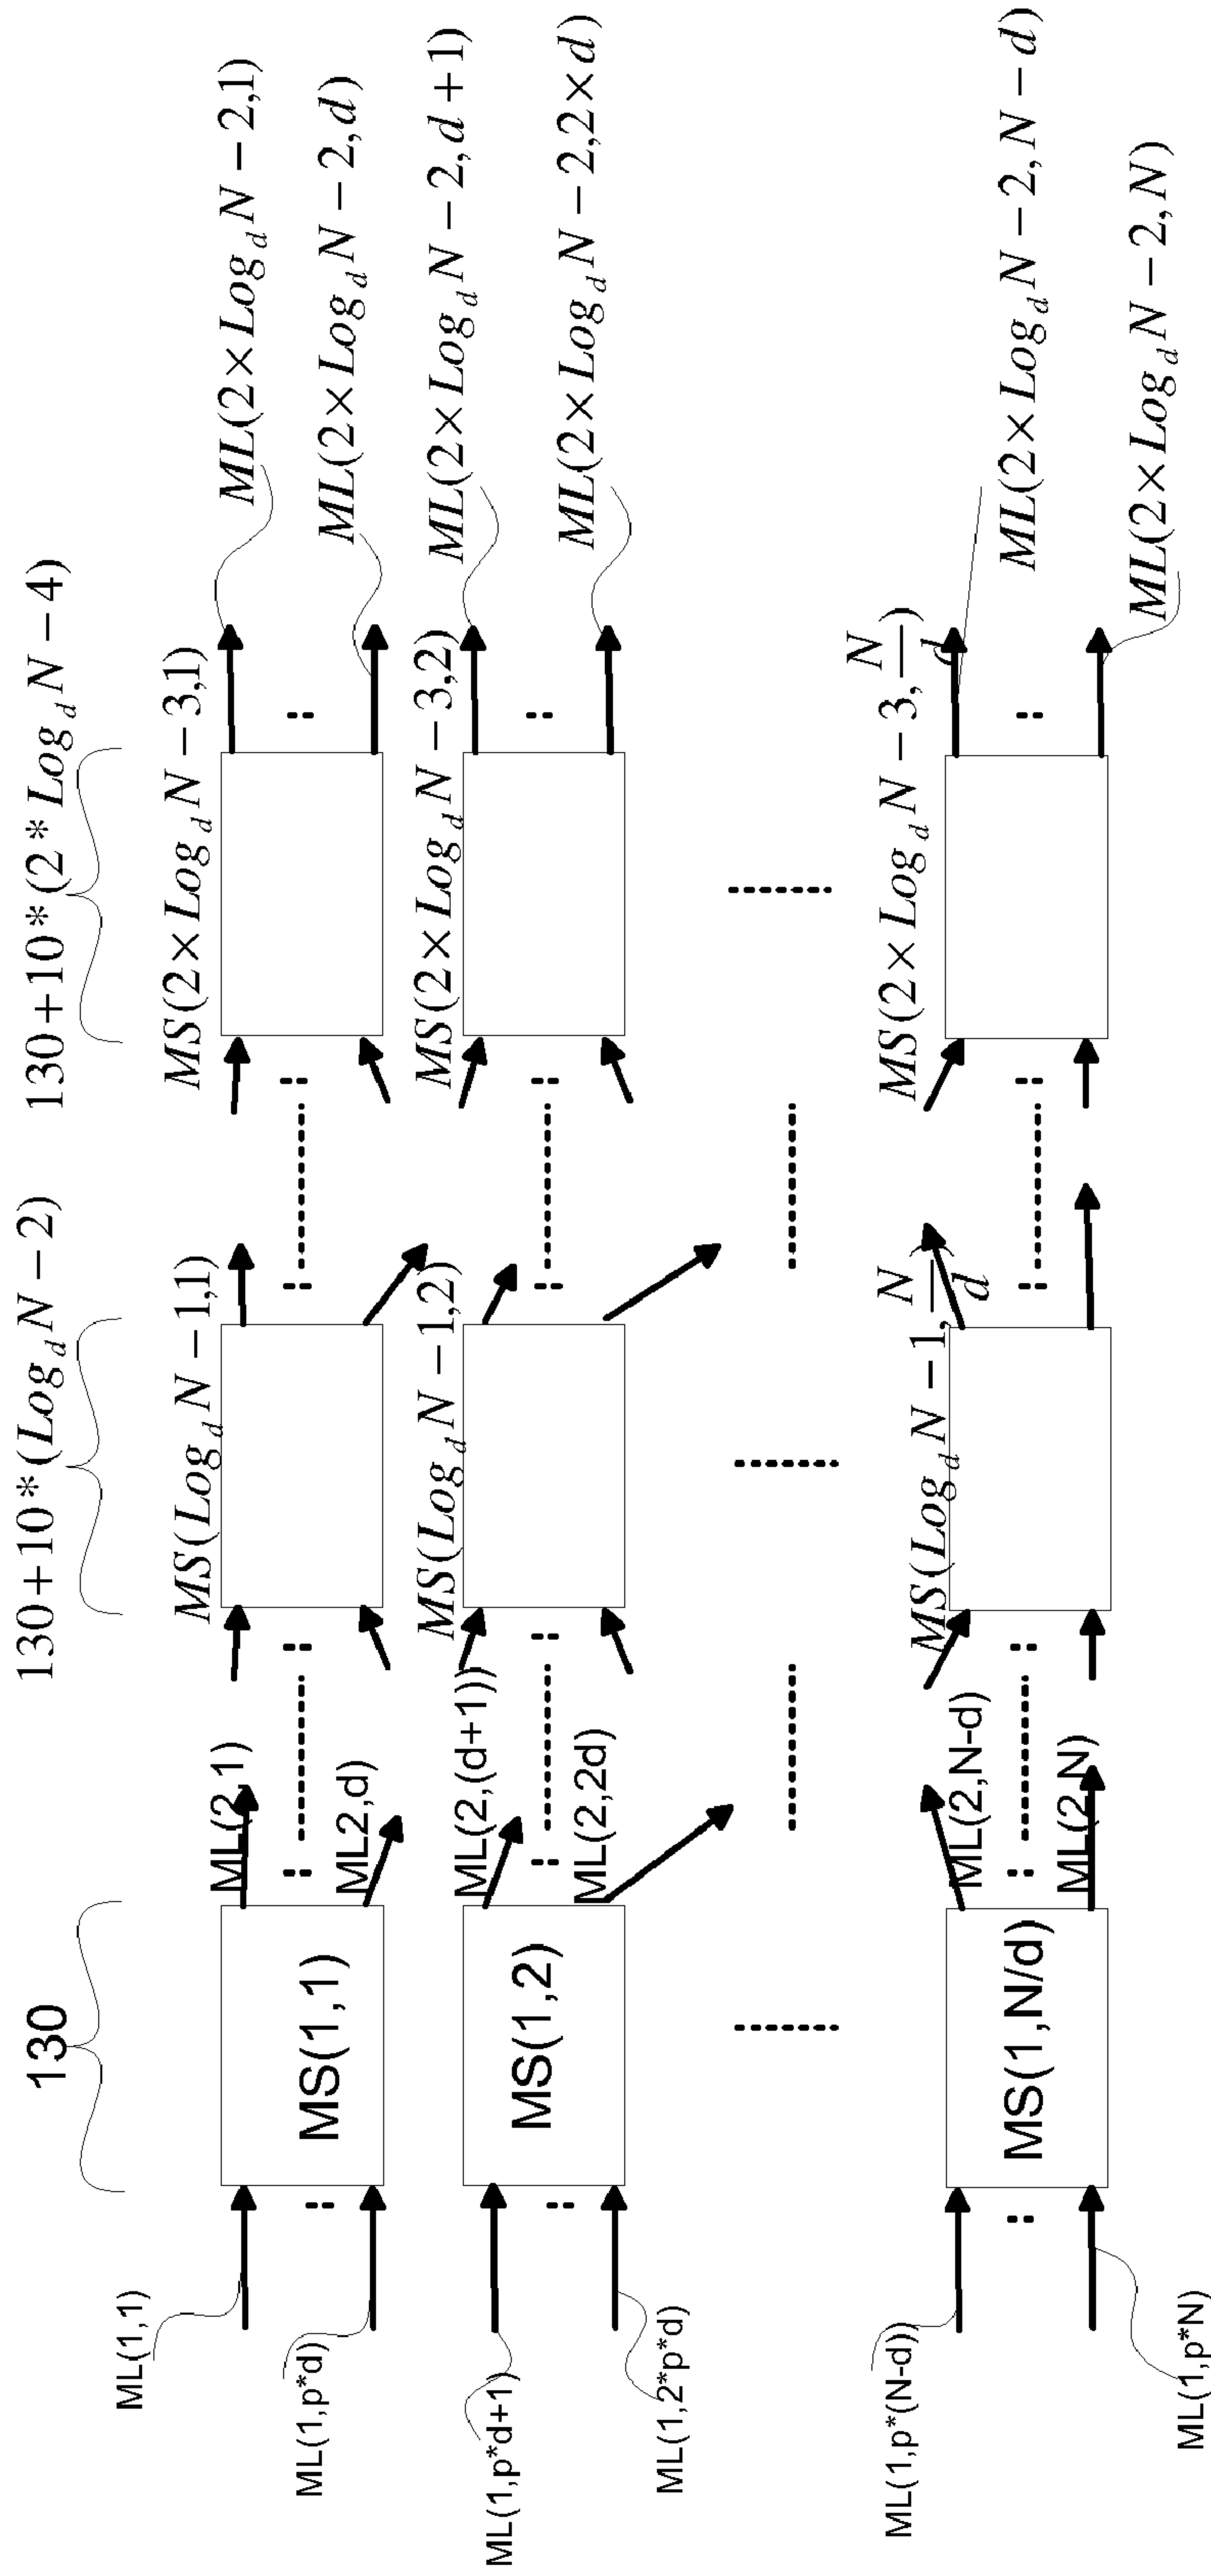 130
130+10*(Log_d N−2)
130+10*(2*Log_d N−4)
ML(1,1)
ML(1,p*d)
MS(1,1)
ML(2,1)
ML2,d)
MS(Log_d N−1,1)
MS(2×Log_d N−3,1)
ML(2×Log_d N−2,1)
ML(2×Log_d N−2,d)
ML(1,p*d+1)
ML(1,2*p*d)
MS(1,2)
ML(2,(d+1))
ML(2,2d)
MS(Log_d N−1,2)
MS(2×Log_d N−3,2)
ML(2×Log_d N−2,d+1)
ML(2×Log_d N−2,2×d)
ML(1,p*(N-d))
ML(1,p*N)
MS(1,N/d)
ML(2,N-d)
ML(2,N)
MS(Log_d N−1,N/d)
MS(2×Log_d N−3,N/d)
ML(2×Log_d N−2,N−d)
ML(2×Log_d N−2,N)